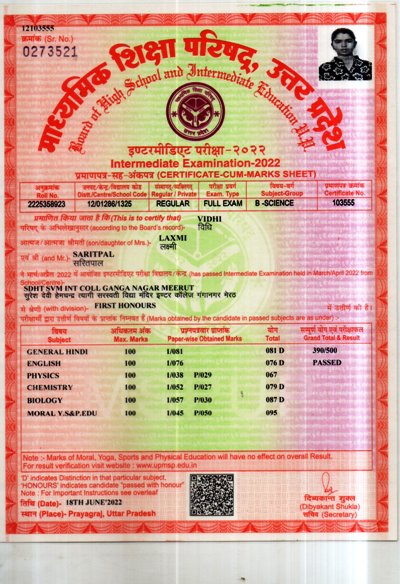 12103555
क्रमांक (Sr. No.)
0273521
माध्यमिक शिक्षा परिषद्, उत्तर प्रदेश
Board of High School and Intermediate Education U.P.
इण्टरमीडिएट परीक्षा-२०२२
Intermediate Examination-2022
प्रमाणपत्र-सह-अंकपत्र (CERTIFICATE-CUM-MARKS SHEET)
अनुक्रमांक जनपद/केन्द्र/विद्यालय कोड संस्थागत/व्यक्तिगत परीक्षा प्रवर्ग विषय-वर्ग प्रमाणपत्र क्रमांक
Roll No. Distt./Centre/School Code Regular / Private Exam. Type Subject-Group Certificate No.
2225358923 12/01286/1325 REGULAR FULL EXAM B -SCIENCE 103555
प्रमाणित किया जाता है कि (This is to certify that) VIDHI
परिषद् के अभिलेखानुसार (according to the Board's record)- विधि
आत्मज / आत्मजा श्रीमती (son/daughter of Mrs.)- LAXMI
लक्ष्मी
एवं श्री (and Mr.) SARITPAL
सरितपाल
ने मार्च/अप्रैल 2022 में आयोजित इण्टरमीडिएट परीक्षा विद्यालय/केन्द्र (has passed Intermediate Examination held in March/April 2022 from
School/Centre)-
SDHT SVM INT COLL GANGA NAGAR MEERUT
सुरेश देवी हेमचन्द्र त्यागी सरस्वती विद्या मंदिर इण्टर कॉलेज गंगानगर मेरठ
से श्रेणी (with division) FIRST HONOURS में उत्तीर्ण की है।
परीक्षार्थी द्वारा उत्तीर्ण विषयों के प्राप्तांक निम्नवत हैं (Marks obtained by the candidate in passed subjects are as under)-
विषय अधिकतम अंक प्रश्नपत्रवार प्राप्तांक योग सम्पूर्ण योग एवं परीक्षाफल
Subject Max. Marks Paper-wise Obtained Marks Total Grand Total & Result
GENERAL HINDI 100 1/081 081 D 390/500
ENGLISH 100 1/076 076 D PASSED
PHYSICS 100 1/038 P/029 067
CHEMISTRY 100 1/052 P/027 079 D
BIOLOGY 100 1/057 P/030 087 D
MORAL Y.S&P.EDU 100 1/045 P/050 095
Note :- Marks of Moral, Yoga, Sports and Physical Education will have no effect on overall Result.
For result verification visit website : www.upmsp.edu.in
'D' indicates Distinction in that particular subject,
'HONOURS' indicates candidate "passed with honour"
Note : For Important Instructions see overleaf
तिथि (Date)- 18TH JUNE'2022
स्थान (Place)- Prayagraj, Uttar Pradesh
दिव्यकान्त शुक्ल
(Dibyakant Shukla)
सचिव (Secretary)